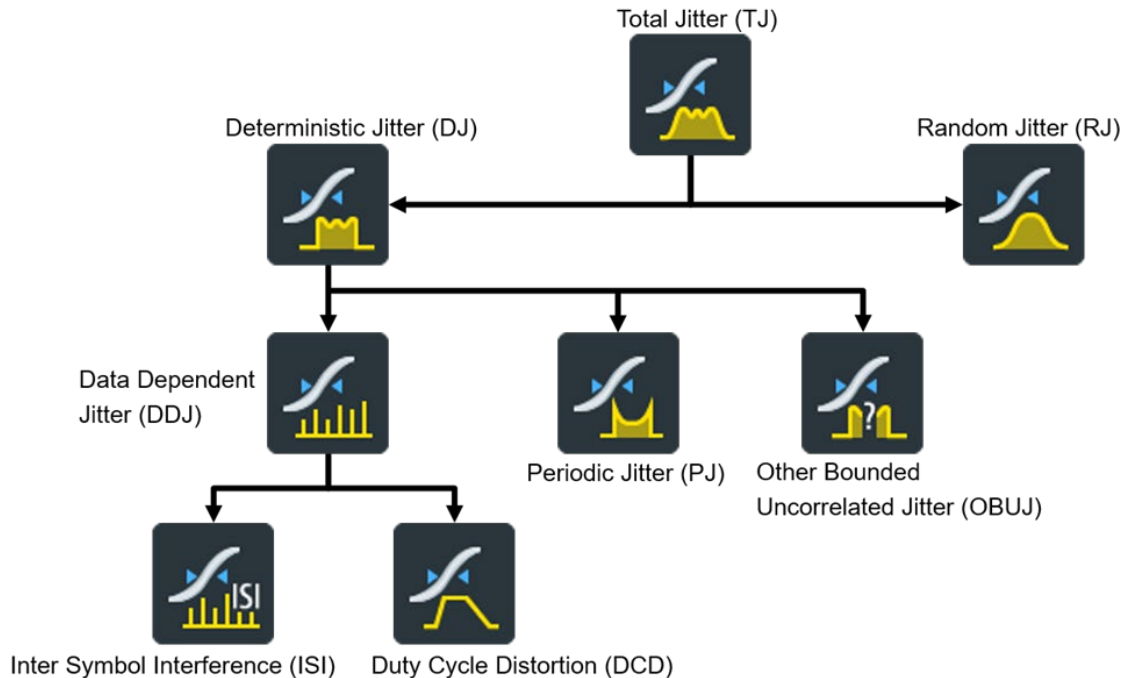 Total Jitter (TJ)
Deterministic Jitter (DJ)
Random Jitter (RJ)
Data Dependent
Jitter (DDJ)
?
Periodic Jitter (PJ)
Other Bounded
Uncorrelated Jitter (OBUJ)
ISI
Inter Symbol Interference (ISI)
Duty Cycle Distortion (DCD)